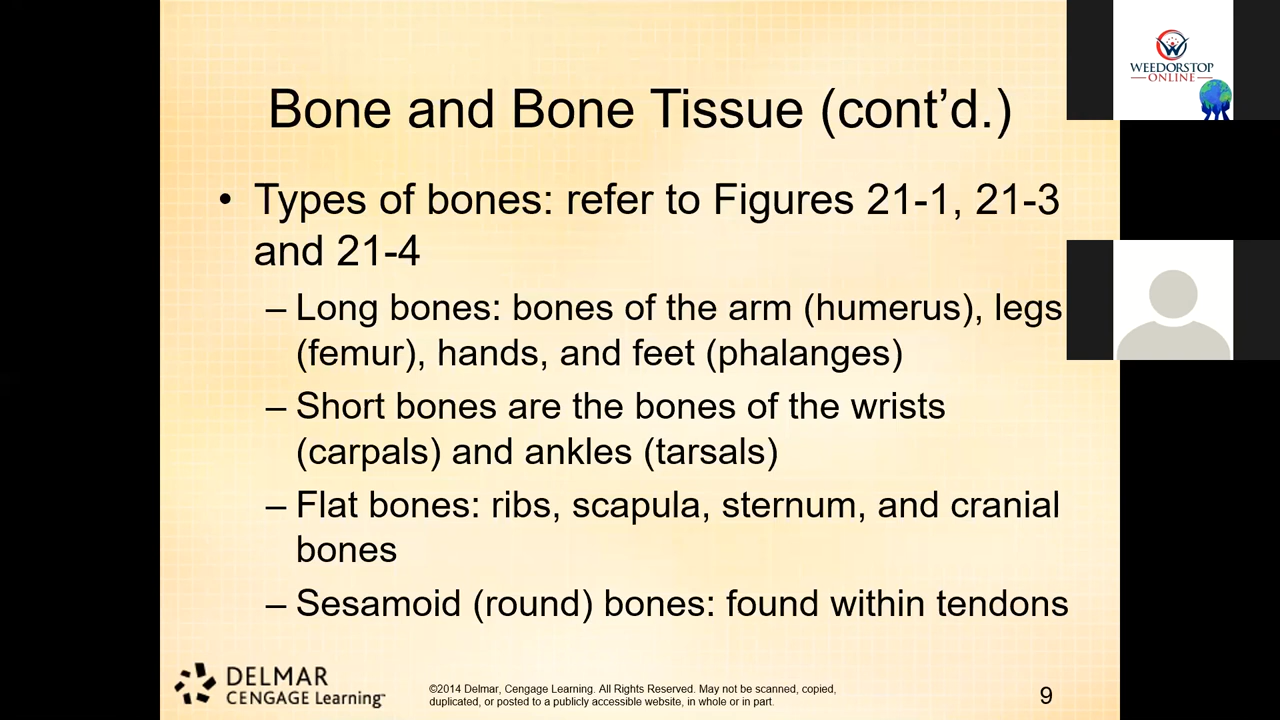 Bone and Bone Tissue (cont’d.)
• Types of bones: refer to Figures 21-1, 21-3
and 21-4
– Long bones: bones of the arm (humerus), legs
(femur), hands, and feet (phalanges)
– Short bones are the bones of the wrists
(carpals) and ankles (tarsals)
– Flat bones: ribs, scapula, sternum, and cranial
bones
– Sesamoid (round) bones: found within tendons
DELMAR
CENGAGE Learning™
©2014 Delmar, Cengage Learning. All Rights Reserved. May not be scanned, copied,
duplicated, or posted to a publicly accessible website, in whole or in part.
9
WEEDORSTOP
ONLINE